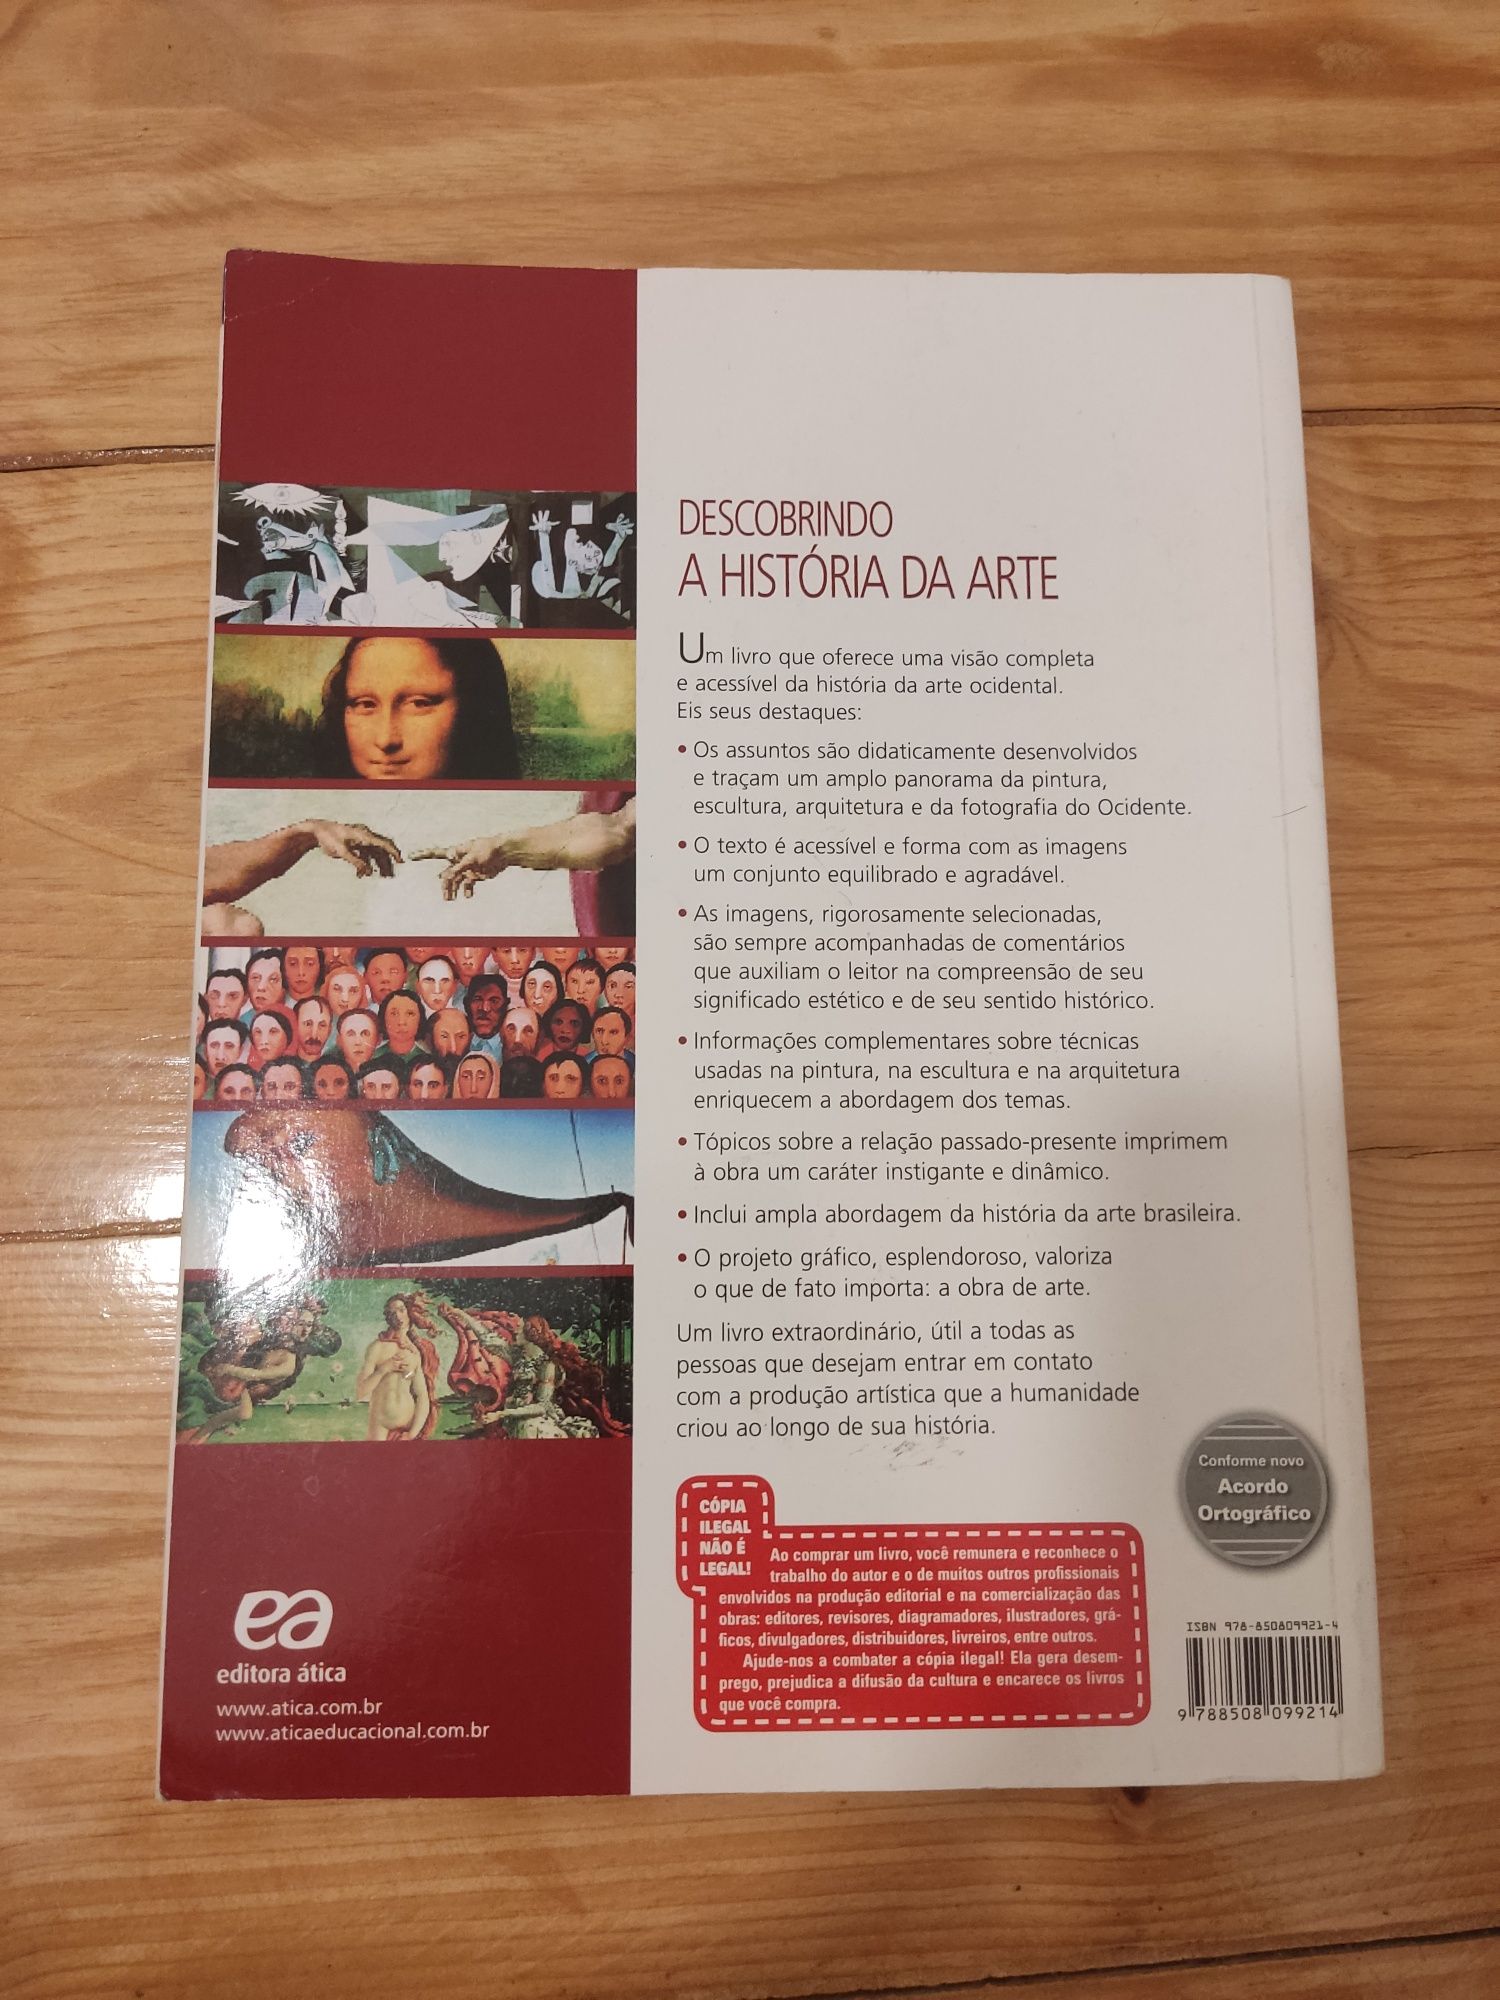 DESCOBRINDO
A HISTÓRIA DA ARTE
Um livro que oferece uma visão completa
e acessível da história da arte ocidental.
Eis seus destaques:
• Os assuntos são didaticamente desenvolvidos
e traçam um amplo panorama da pintura,
escultura, arquitetura e da fotografia do Ocidente.
• O texto é acessível e forma com as imagens
um conjunto equilibrado e agradável.
• As imagens, rigorosamente selecionadas,
são sempre acompanhadas de comentários
que auxiliam o leitor na compreensão de seu
significado estético e de seu sentido histórico.
• Informações complementares sobre técnicas
usadas na pintura, na escultura e na arquitetura
enriquecem a abordagem dos temas.
• Tópicos sobre a relação passado-presente imprimem
à obra um caráter instigante e dinâmico.
• Inclui ampla abordagem da história da arte brasileira.
• O projeto gráfico, esplendoroso, valoriza
o que de fato importa: a obra de arte.
Um livro extraordinário, útil a todas as
pessoas que desejam entrar em contato
com a produção artística que a humanidade
criou ao longo de sua história.
CÓPIA
ILEGAL
NÃO É
LEGAL!
Ao comprar um livro, você remunera e reconhece o
trabalho do autor e o de muitos outros profissionais
envolvidos na produção editorial e na comercialização das
obras: editores, revisores, diagramadores, ilustradores, grá-
ficos, divulgadores, distribuidores, livreiros, entre outros.
Ajude-nos a combater a cópia ilegal! Ela gera desem-
prego, prejudica a difusão da cultura e encarece os livros
que você compra.
Conforme novo
Acordo
Ortográfico
ISBN 978-850809921-4
9 788508 099214
ea
editora ática
www.atica.com.br
www.aticaeducacional.com.br